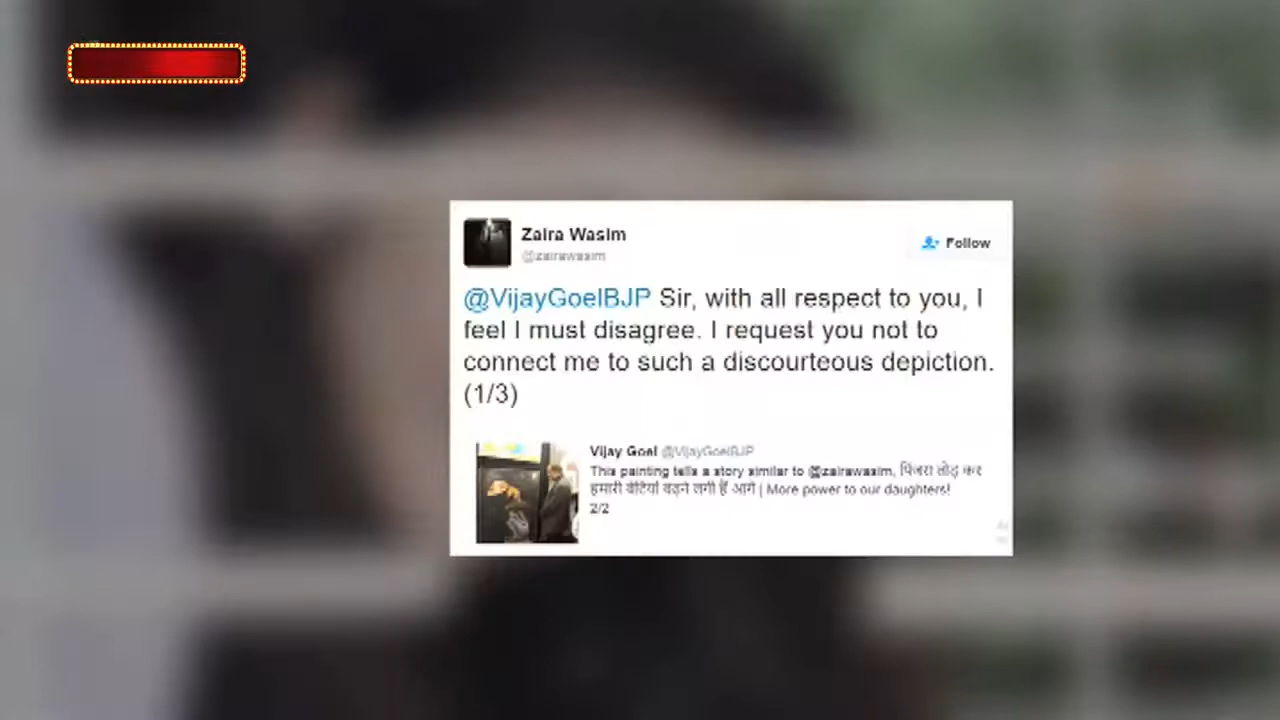 Zaira Wasim
@zairawasim
Follow
@VijayGoelBJP Sir, with all respect to you, I
feel I must disagree. I request you not to
connect me to such a discourteous depiction.
(1/3)
Vijay Goel @VijayGoelBJP
This painting tells a story similar to @zairawasim, पिंजरा तोड़ कर
हमारी बेटियां बढ़ने लगी हैं आगे | More power to our daughters!
2/2